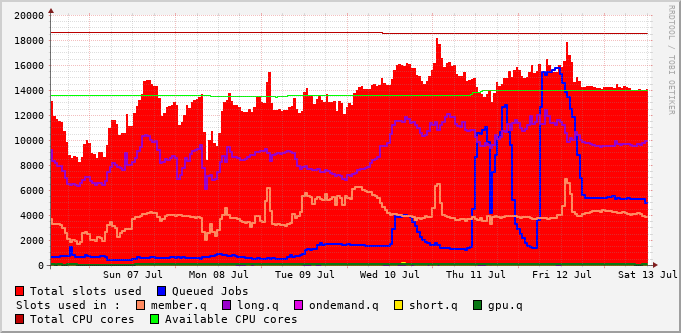 20000
18000
16000
14000
12000
10000
8000
6000
4000
2000
0
Sun 07 Jul Mon 08 Jul Tue 09 Jul Wed 10 Jul Thu 11 Jul Fri 12 Jul Sat 13 Jul
Total slots used Queued Jobs
Slots used in : member.q long.q ondemand.q short.q gpu.q
Total CPU cores Available CPU cores
RRDTOOL / TOBI OETIKER